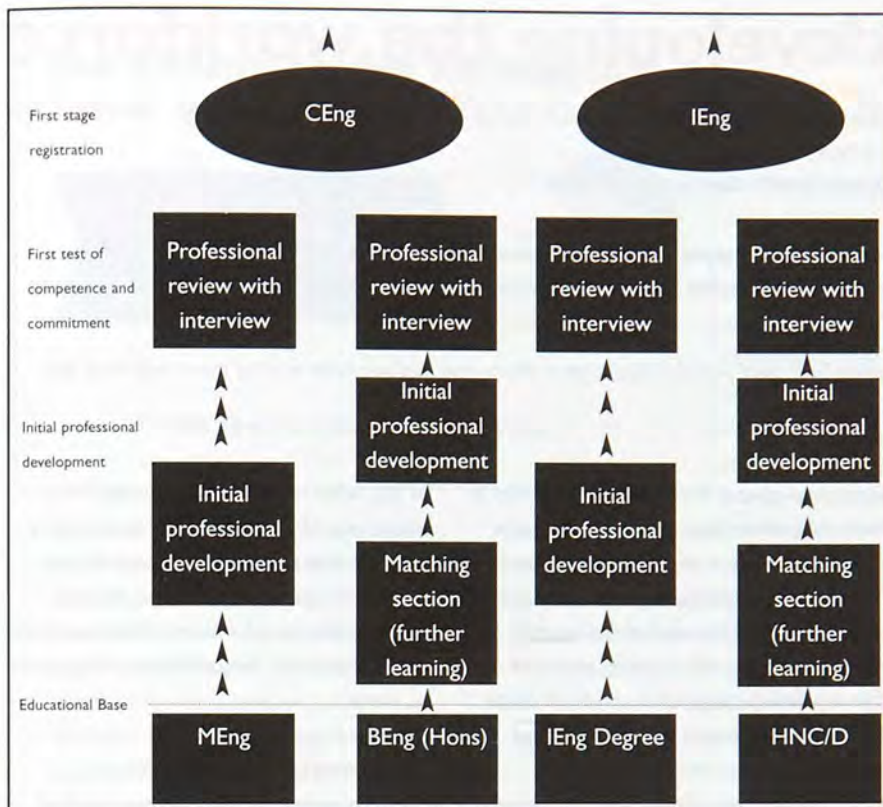 CEng
IEng
First stage
registration
Professional
review with
interview
Professional
review with
interview
Professional
review with
interview
Professional
review with
interview
First test of
competence and
commitment
Initial
professional
development
Initial
professional
development
Initial professional
development
Initial
professional
development
Initial
professional
development
Matching
section
(further
learning)
Matching
section
(further
learning)
Educational Base
MEng
BEng (Hons)
IEng Degree
HNC/D